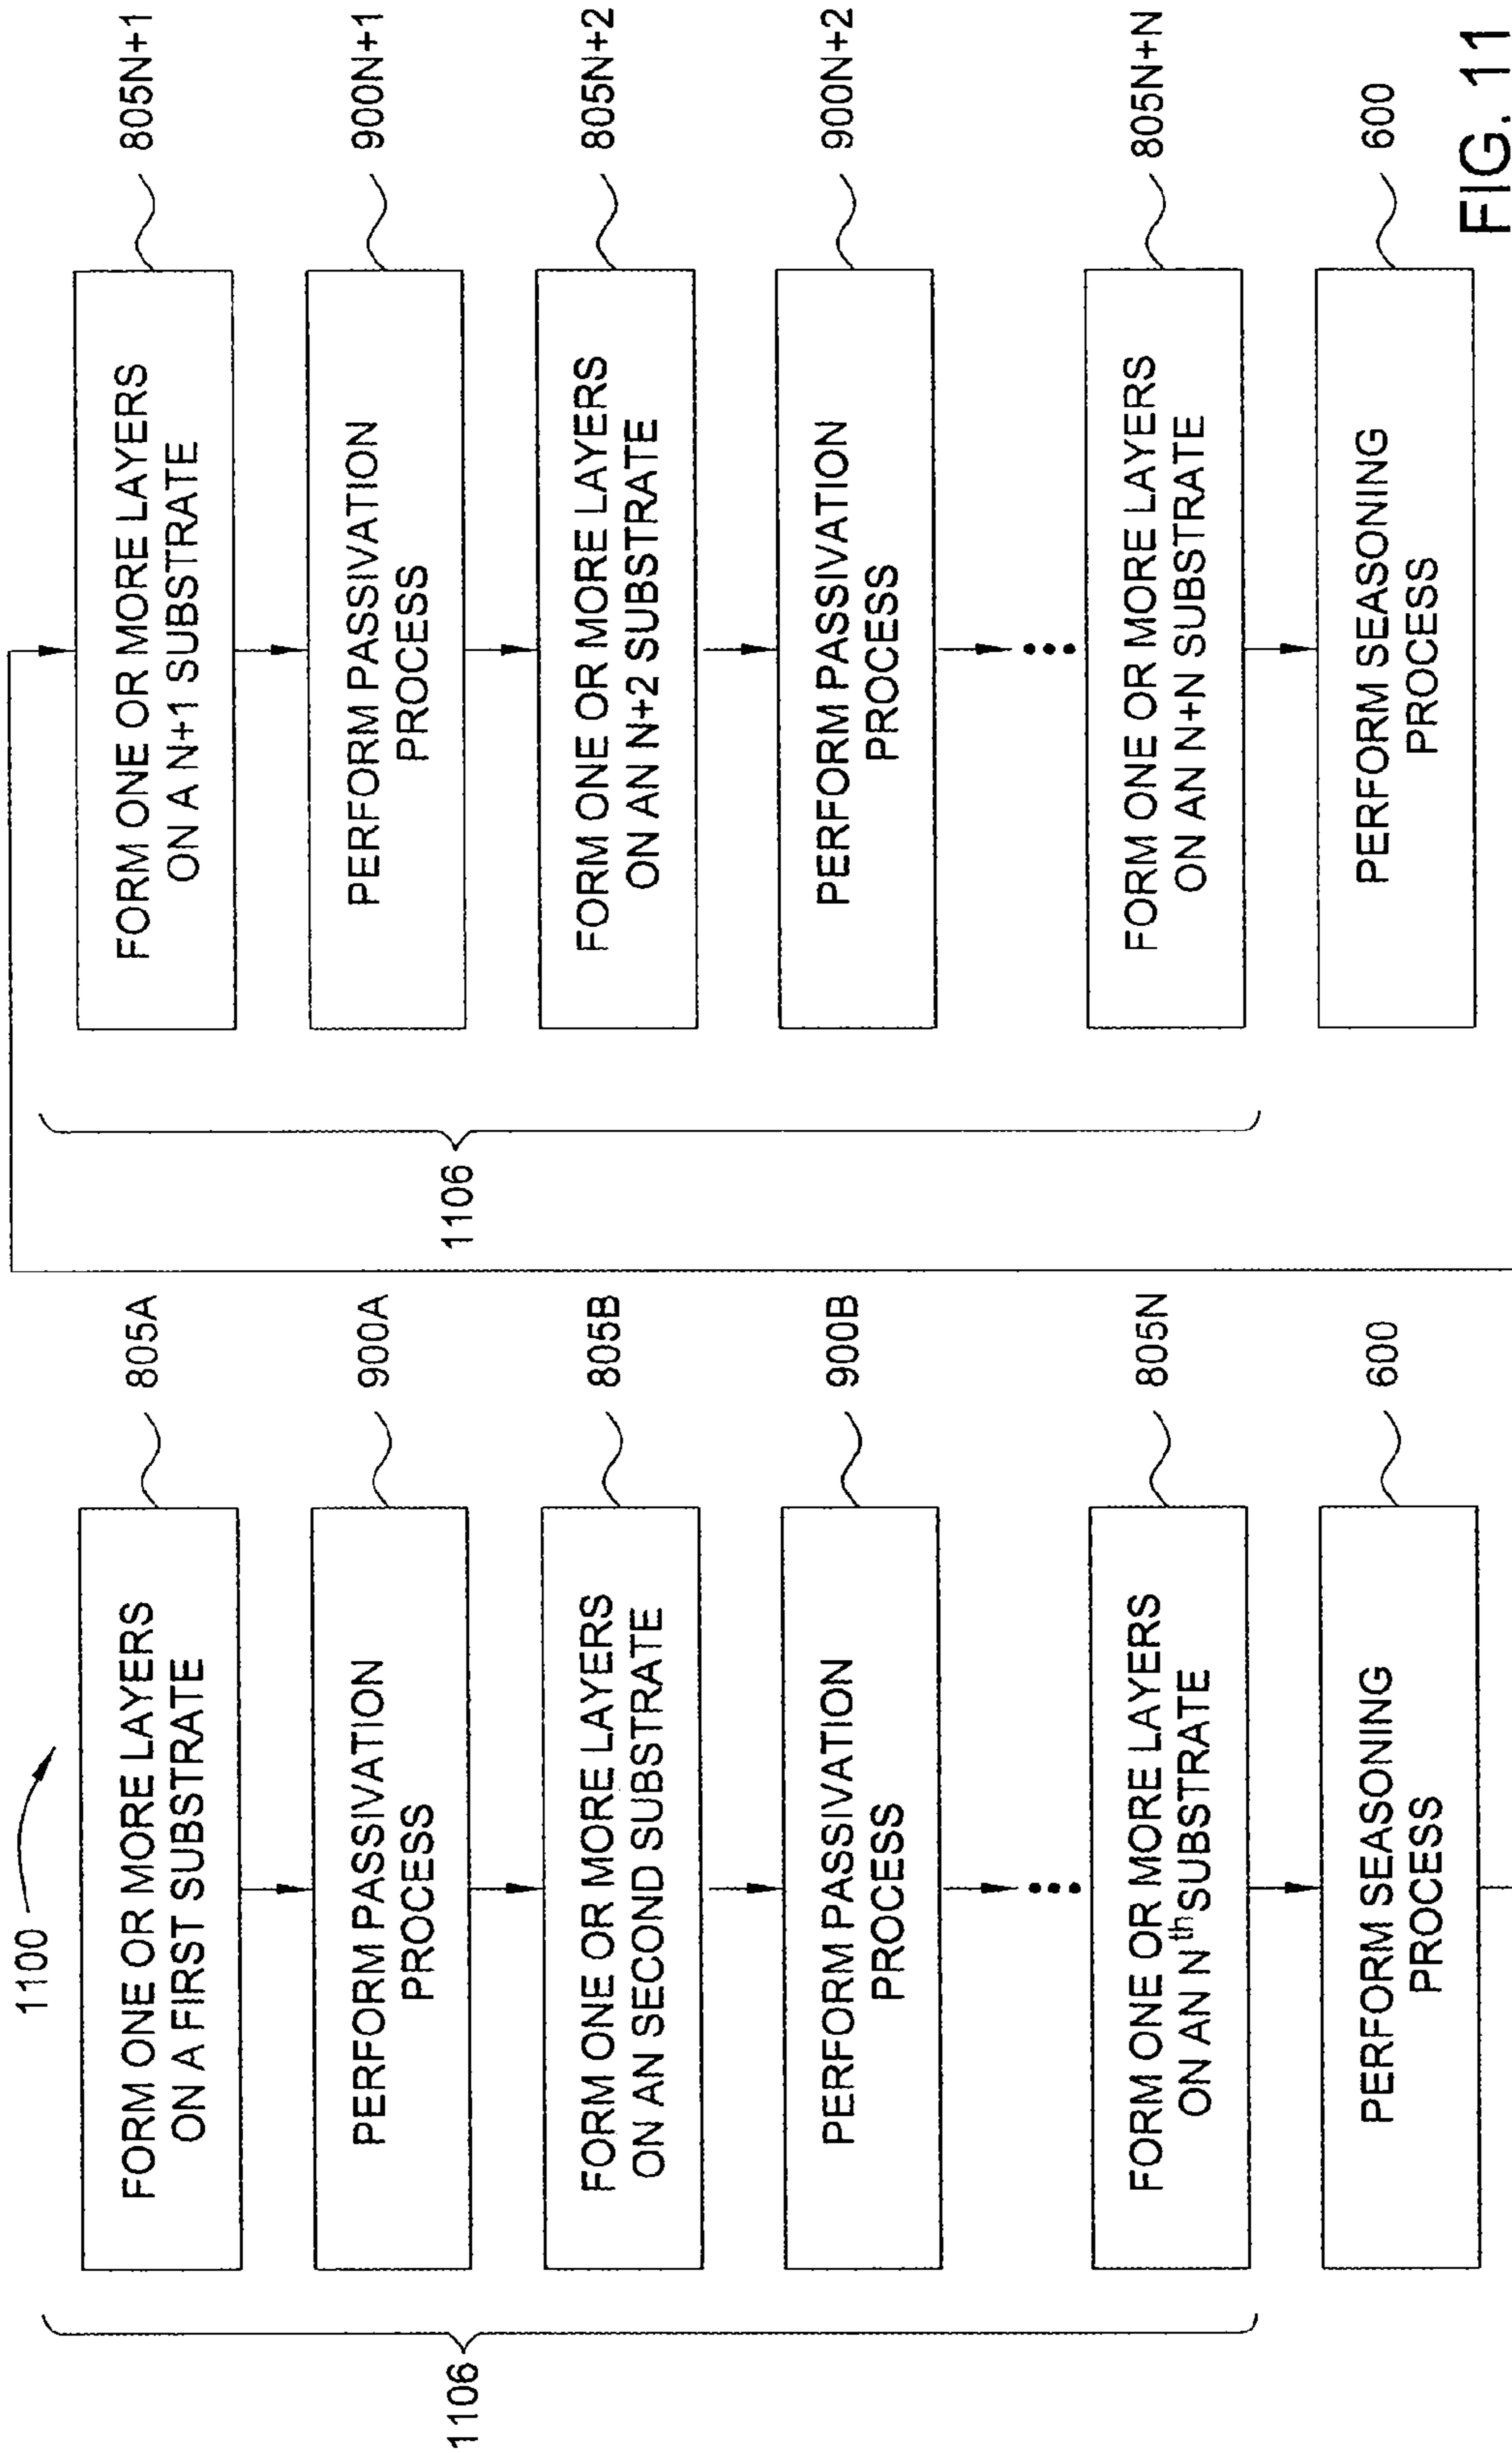 1100
FORM ONE OR MORE LAYERS
ON A FIRST SUBSTRATE
805A
PERFORM PASSIVATION
PROCESS
900A
FORM ONE OR MORE LAYERS
ON AN SECOND SUBSTRATE
805B
PERFORM PASSIVATION
PROCESS
900B
•••
FORM ONE OR MORE LAYERS
ON AN Nth SUBSTRATE
805N
1106
PERFORM SEASONING
PROCESS
600
FORM ONE OR MORE LAYERS
ON A N+1 SUBSTRATE
805N+1
PERFORM PASSIVATION
PROCESS
900N+1
FORM ONE OR MORE LAYERS
ON AN N+2 SUBSTRATE
805N+2
PERFORM PASSIVATION
PROCESS
900N+2
•••
FORM ONE OR MORE LAYERS
ON AN N+N SUBSTRATE
805N+N
1106
PERFORM SEASONING
PROCESS
600
FIG. 11